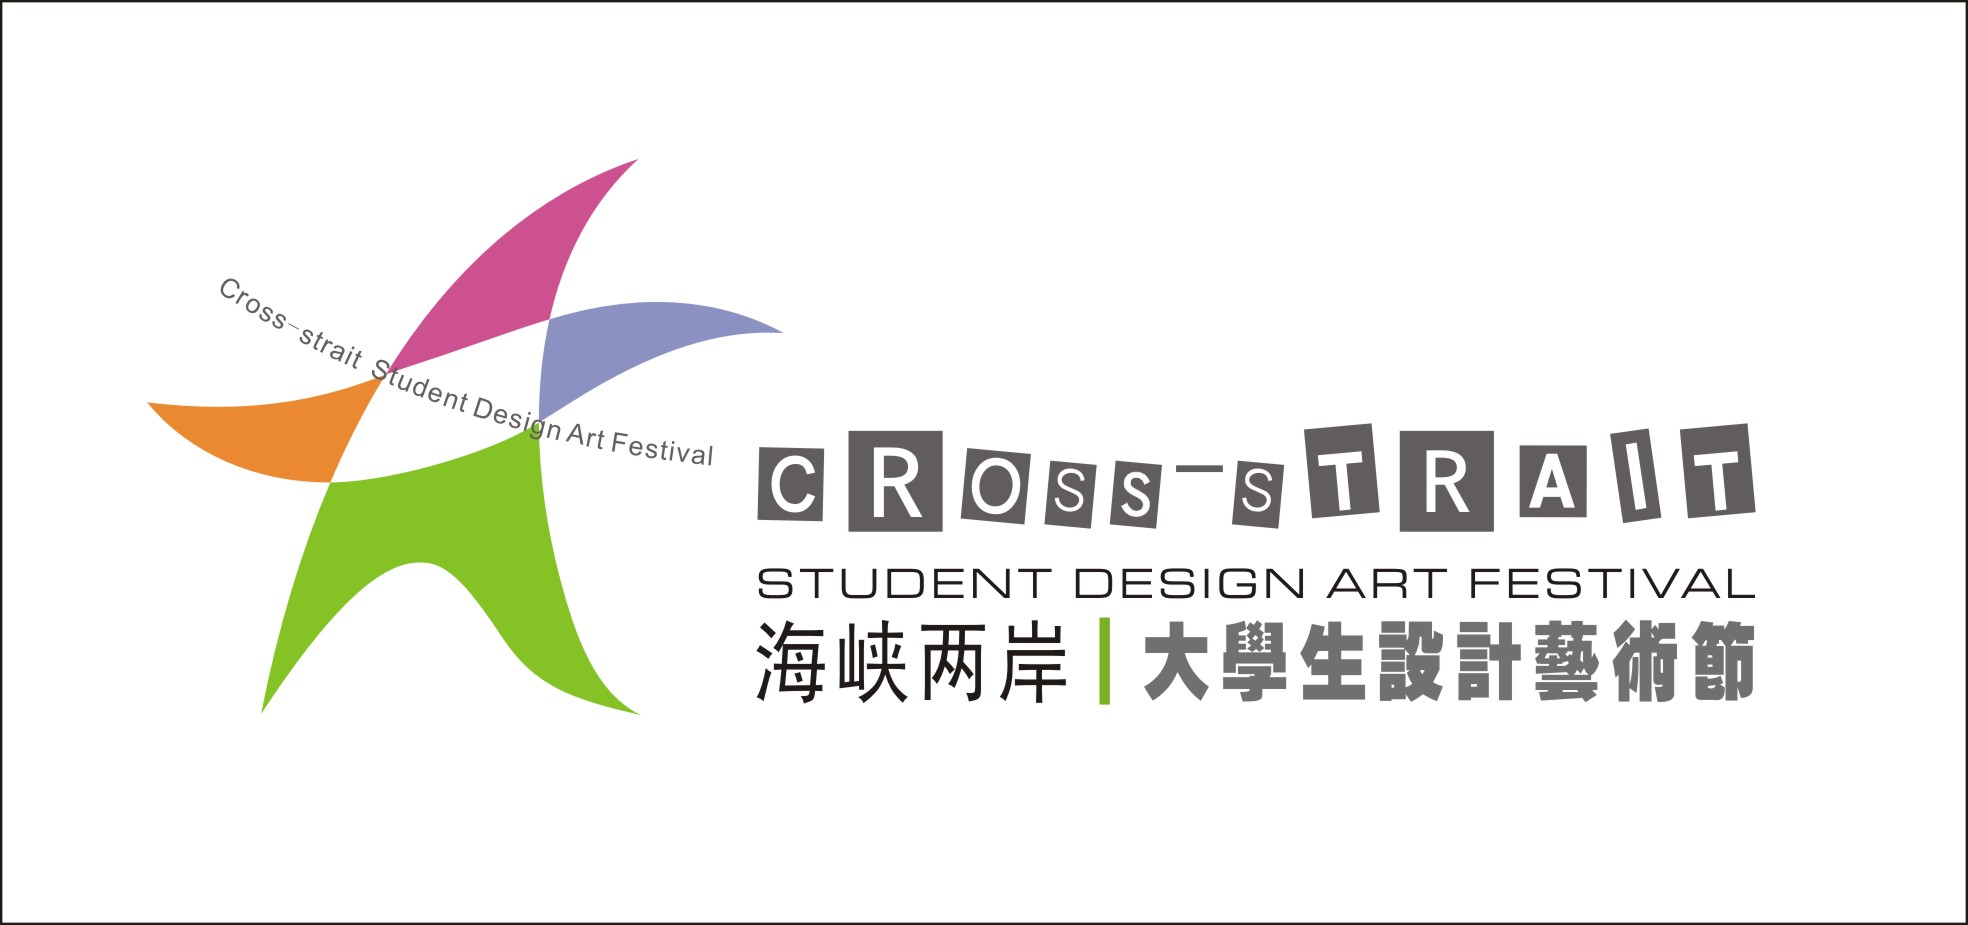 Cross-strait Student Design Art Festival
CROSS-STRAIT
STUDENT DESIGN ART FESTIVAL
海峡两岸 | 大學生設計藝術節